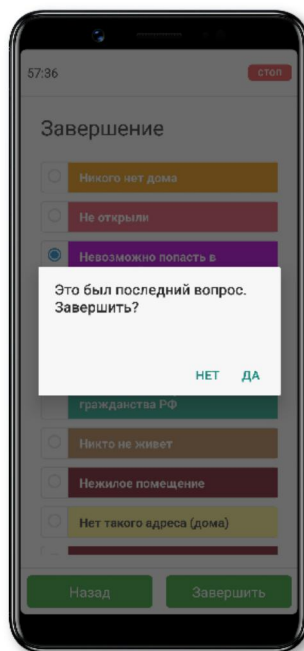 57:36
стоп
Завершение
Никого нет дома
Не открыли
Невозможно попасть в
Это был последний вопрос.
Завершить?
НЕТ ДА
гражданства РФ
Никто не живет
Нежилое помещение
Нет такого адреса (дома)
Назад Завершить